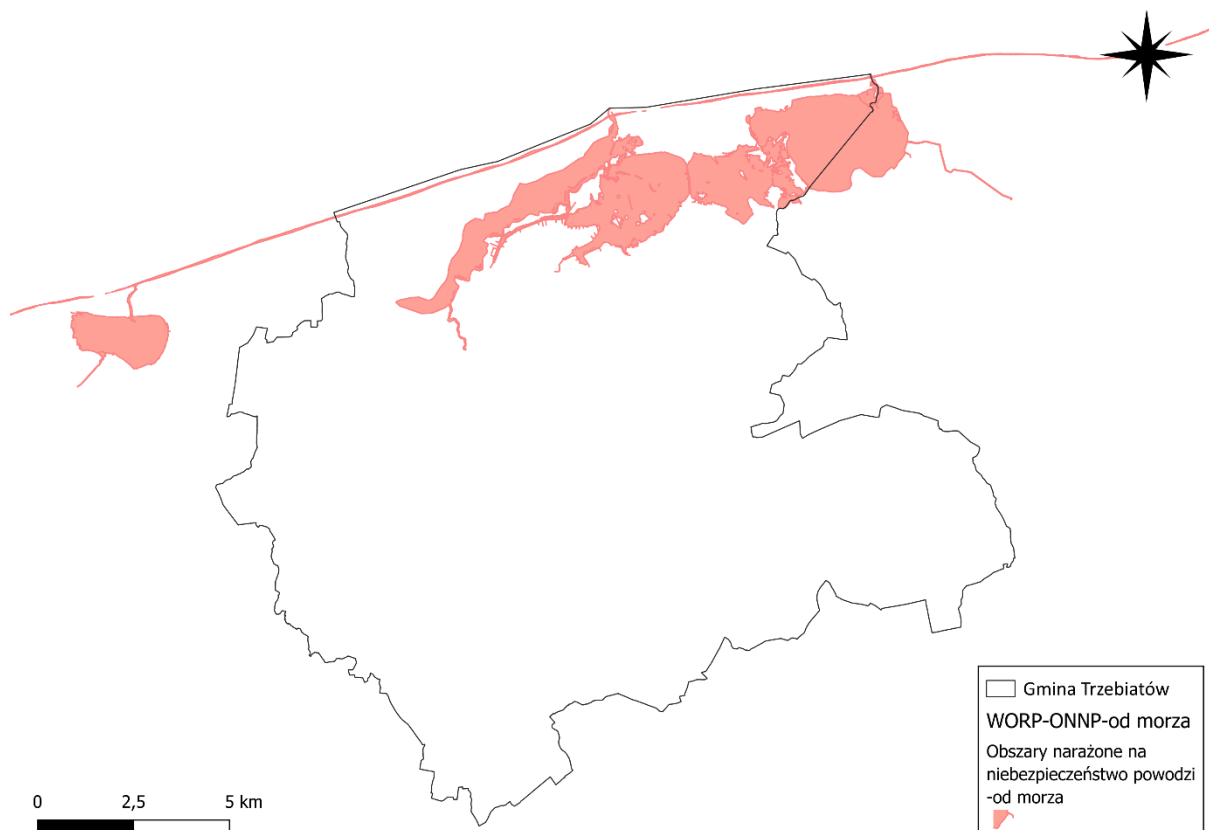 Gmina Trzebiatów
WORP-ONNP-od morza
Obszary narażone na
niebezpieczeństwo powodzi
-od morza
0 2,5 5 km